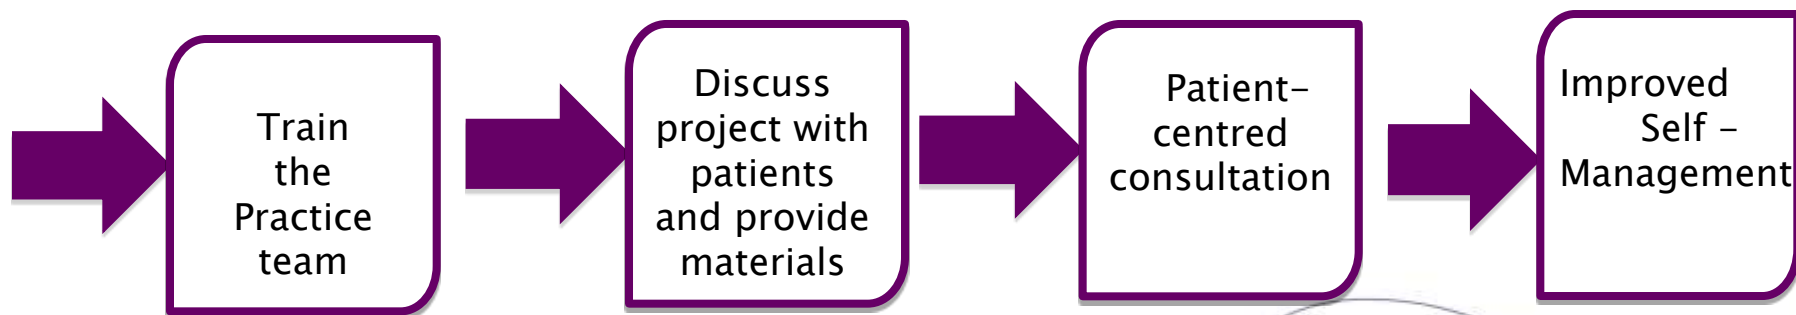 Train
the
Practice
team
Discuss
project with
patients
and provide
materials
Patient-
centred
consultation
Improved
Self -
Management